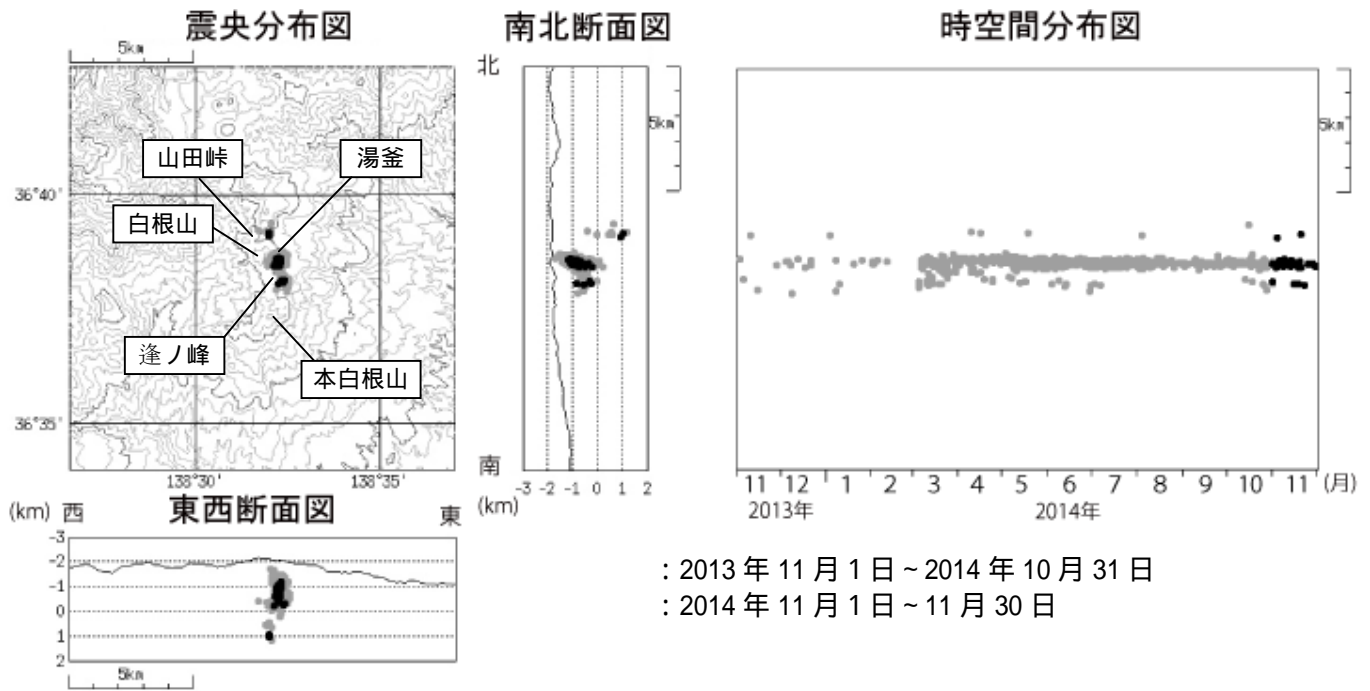 震央分布図
南北断面図
時空間分布図
5km
北
5km
5km
山田峠
湯釜
白根山
逢ノ峰
本白根山
36°40'
36°35'
138°30'
138°35'
南
-3 -2 -1 0 1 2
(km)
11 12 1 2 3 4 5 6 7 8 9 10 11 (月)
2013年
2014年
(km) 西
東西断面図
東
-3
-2
-1
0
1
2
5km
: 2013 年 11 月 1 日 ~ 2014 年 10 月 31 日
: 2014 年 11 月 1 日 ~ 11 月 30 日